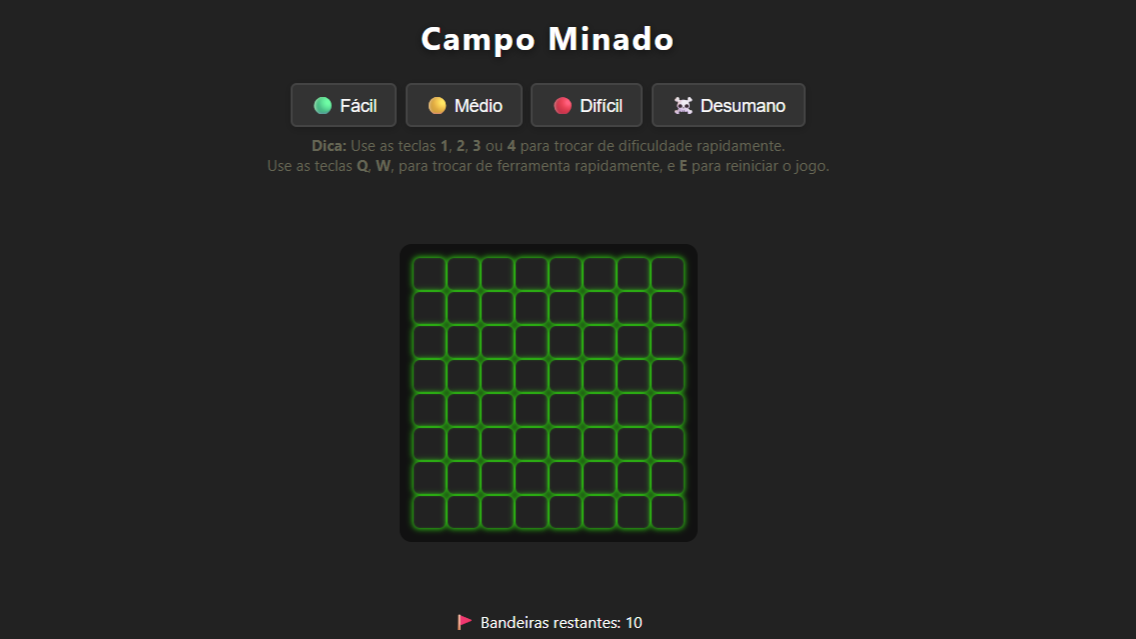 Campo Minado
Fácil Médio Difícil Desumano
Dica: Use as teclas 1, 2, 3 ou 4 para trocar de dificuldade rapidamente.
Use as teclas Q, W, para trocar de ferramenta rapidamente, e E para reiniciar o jogo.
Bandeiras restantes: 10